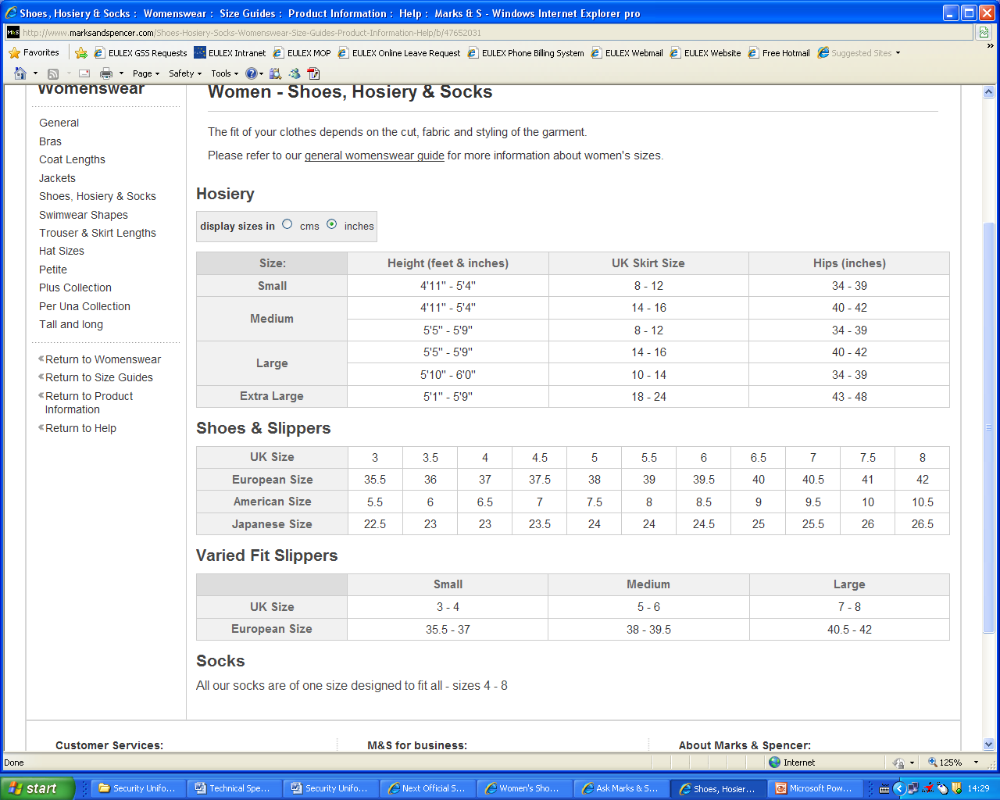 Shoes, Hosiery & Socks : Womenswear : Size Guides : Product Information : Help : Marks & S - Windows Internet Explorer pro
M&S http://www.marksandspencer.com/Shoes-Hosiery-Socks-Womenswear-Size-Guides-Product-Information-Help/b/47652031
Favorites EULEX GSS Requests EULEX Intranet EULEX MOP EULEX Online Leave Request EULEX Phone Billing System EULEX Webmail EULEX Website Free Hotmail Suggested Sites »
Page Safety Tools
Womenswear
General
Bras
Coat Lengths
Jackets
Shoes, Hosiery & Socks
Swimwear Shapes
Trouser & Skirt Lengths
Hat Sizes
Petite
Plus Collection
Per Una Collection
Tall and long
«Return to Womenswear
«Return to Size Guides
«Return to Product
Information
«Return to Help
Women - Shoes, Hosiery & Socks
The fit of your clothes depends on the cut, fabric and styling of the garment.
Please refer to our general womenswear guide for more information about women's sizes.
Hosiery
display sizes in cms inches
Size: Height (feet & inches) UK Skirt Size Hips (inches)
Small 4'11" - 5'4" 8 - 12 34 - 39
Medium 4'11" - 5'4" 14 - 16 40 - 42
5'5" - 5'9" 8 - 12 34 - 39
Large 5'5" - 5'9" 14 - 16 40 - 42
5'10" - 6'0" 10 - 14 34 - 39
Extra Large 5'1" - 5'9" 18 - 24 43 - 48
Shoes & Slippers
UK Size 3 3.5 4 4.5 5 5.5 6 6.5 7 7.5 8
European Size 35.5 36 37 37.5 38 39 39.5 40 40.5 41 42
American Size 5.5 6 6.5 7 7.5 8 8.5 9 9.5 10 10.5
Japanese Size 22.5 23 23 23.5 24 24 24.5 25 25.5 26 26.5
Varied Fit Slippers
Small Medium Large
UK Size 3 - 4 5 - 6 7 - 8
European Size 35.5 - 37 38 - 39.5 40.5 - 42
Socks
All our socks are of one size designed to fit all - sizes 4 - 8
Customer Services: M&S for business: About Marks & Spencer:
Done Internet 125%
start Security Unifo... Technical Spe... Security Unifo... Next Official S... Women's Sho... Ask Marks & S... Shoes, Hosier... Microsoft Pow... 14:29